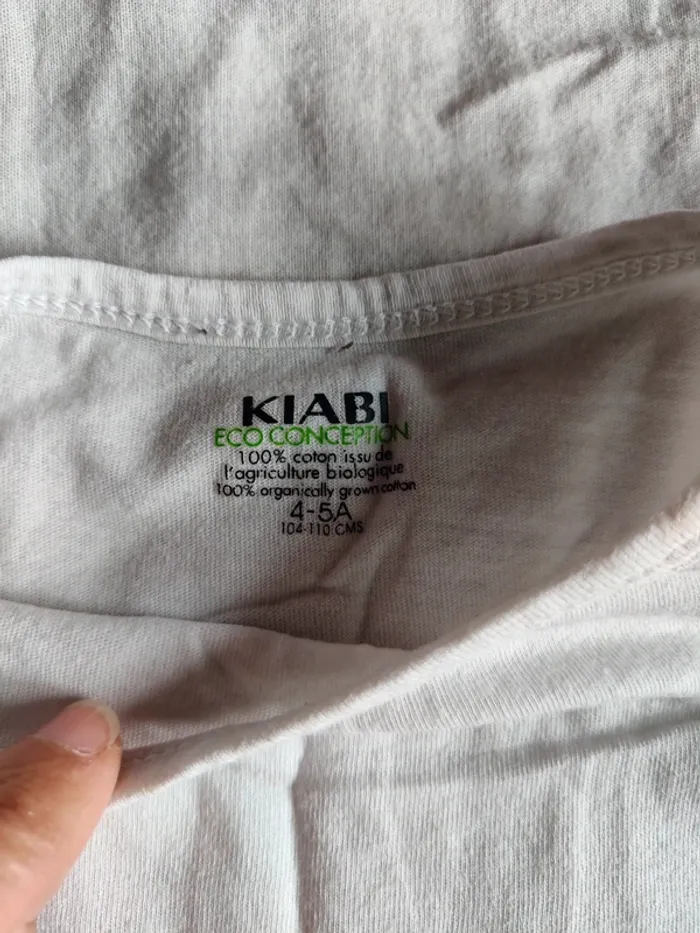 KIABI
ECO CONCEPTION
100% coton issu de
l'agriculture biologique
100% organically grown cotton
4-5A
104-110 CMS